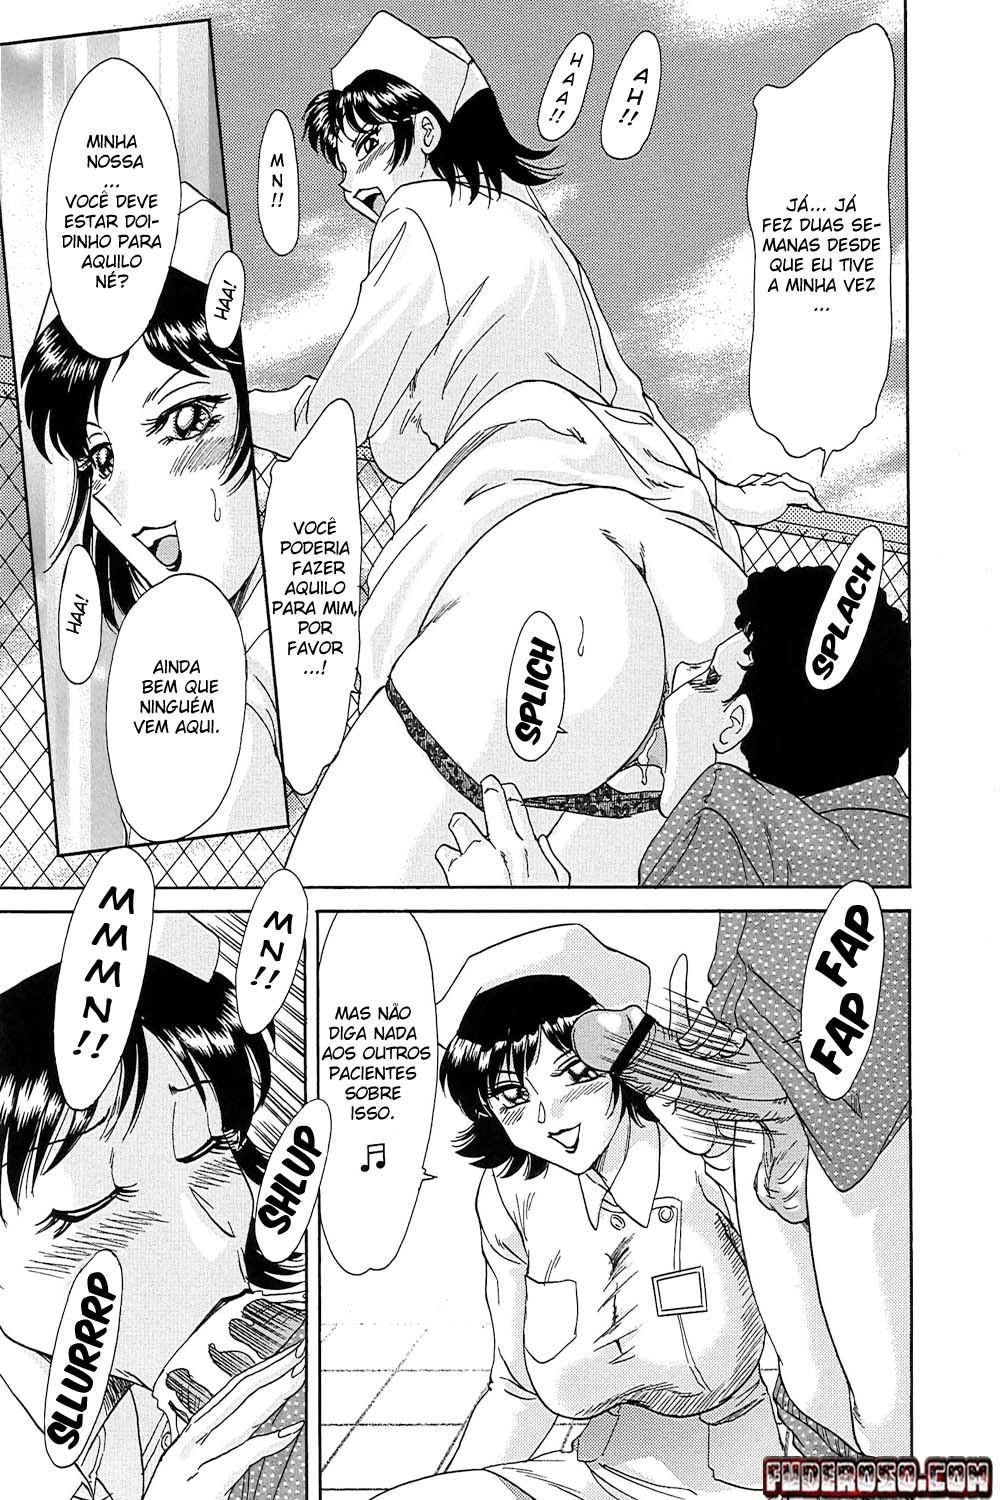 JÁ... JÁ
FEZ DUAS SE-
MANAS DESDE
QUE EU TIVE
A MINHA VEZ
...
AH!!
HAA!!
MN!!
VOCÊ
PODERIA
FAZER
AQUILO
PARA MIM,
POR
FAVOR
...!
SPLACH
SPLICH
MINHA
NOSSA
...
VOCÊ DEVE
ESTAR DOI-
DINHO PARA
AQUILO
NÉ?
HAA!
HAA!
AINDA
BEM QUE
NINGUÉM
VEM AQUI.
FAP
FAP
MAS NÃO
DIGA NADA
AOS OUTROS
PACIENTES
SOBRE
ISSO.
♫
MN!!
MMMN!!
SHLUP
SLLURRRP
FUDEROSO.COM